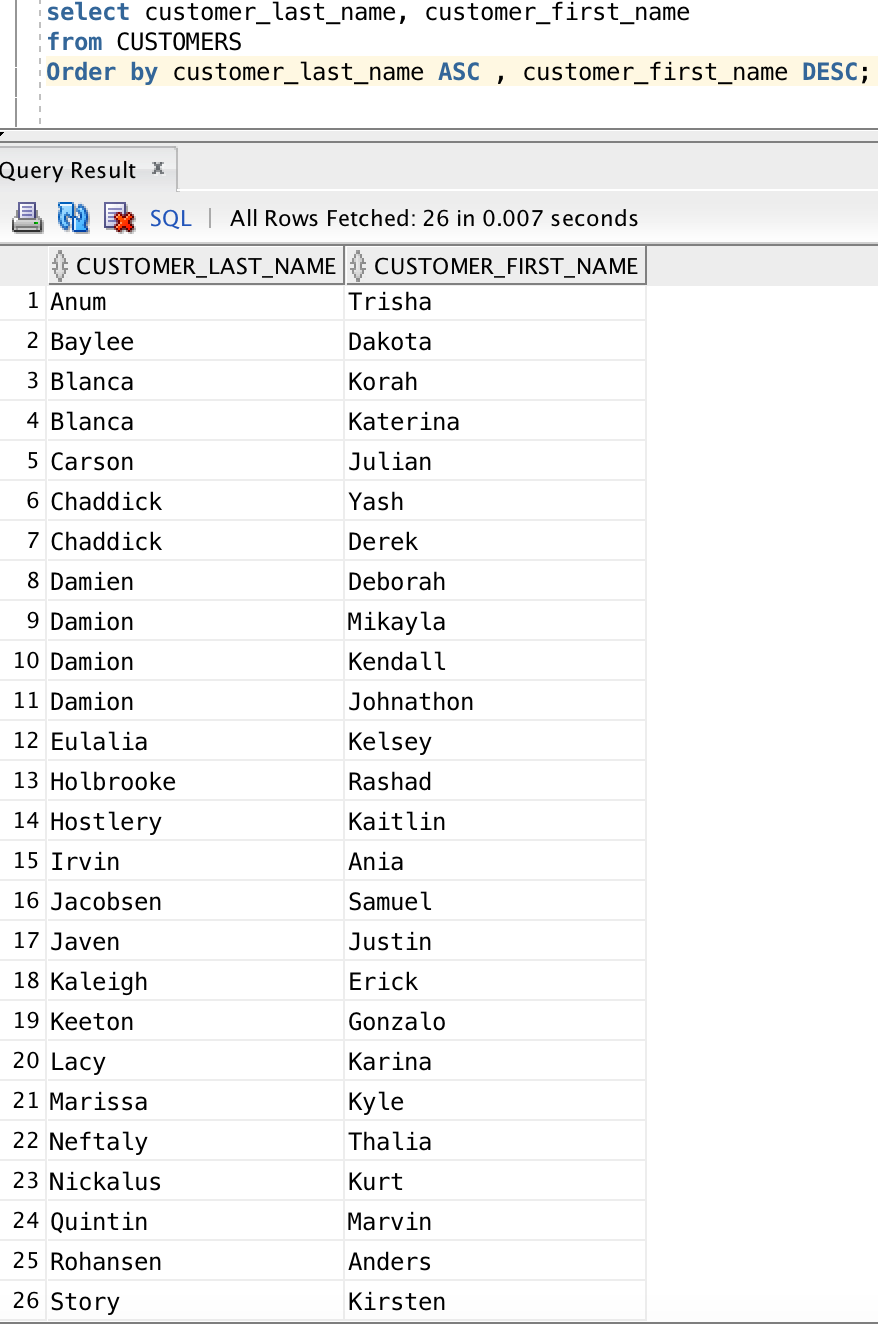 select customer_last_name, customer_first_name
from CUSTOMERS
Order by customer_last_name ASC , customer_first_name DESC;
Query Result x
SQL | All Rows Fetched: 26 in 0.007 seconds
CUSTOMER_LAST_NAME CUSTOMER_FIRST_NAME
1 Anum Trisha
2 Baylee Dakota
3 Blanca Korah
4 Blanca Katerina
5 Carson Julian
6 Chaddick Yash
7 Chaddick Derek
8 Damien Deborah
9 Damion Mikayla
10 Damion Kendall
11 Damion Johnathon
12 Eulalia Kelsey
13 Holbrooke Rashad
14 Hostlery Kaitlin
15 Irvin Ania
16 Jacobsen Samuel
17 Javen Justin
18 Kaleigh Erick
19 Keeton Gonzalo
20 Lacy Karina
21 Marissa Kyle
22 Neftaly Thalia
23 Nickalus Kurt
24 Quintin Marvin
25 Rohansen Anders
26 Story Kirsten